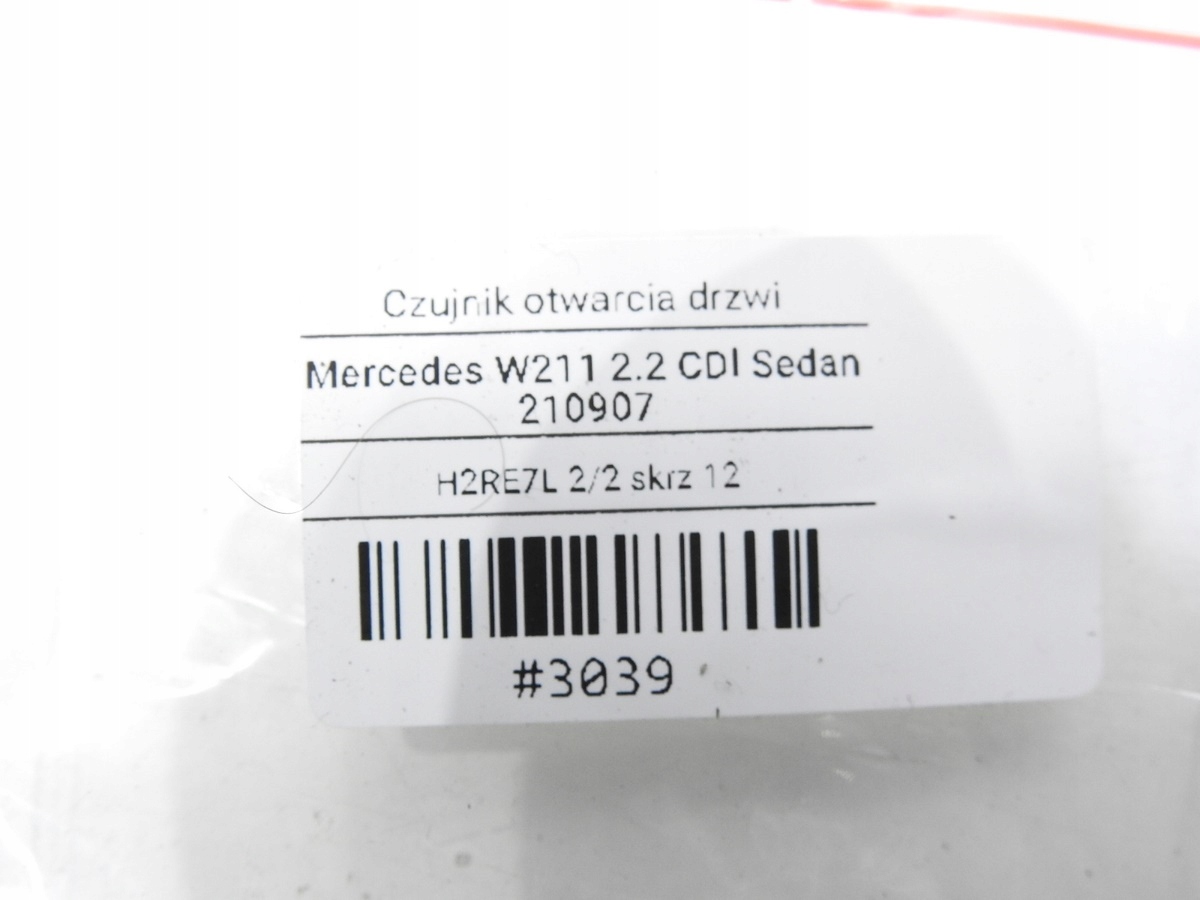 Czujnik otwarcia drzwi
Mercedes W211 2.2 CDI Sedan
210907
H2RE7L 2/2 skrz 12
#3039